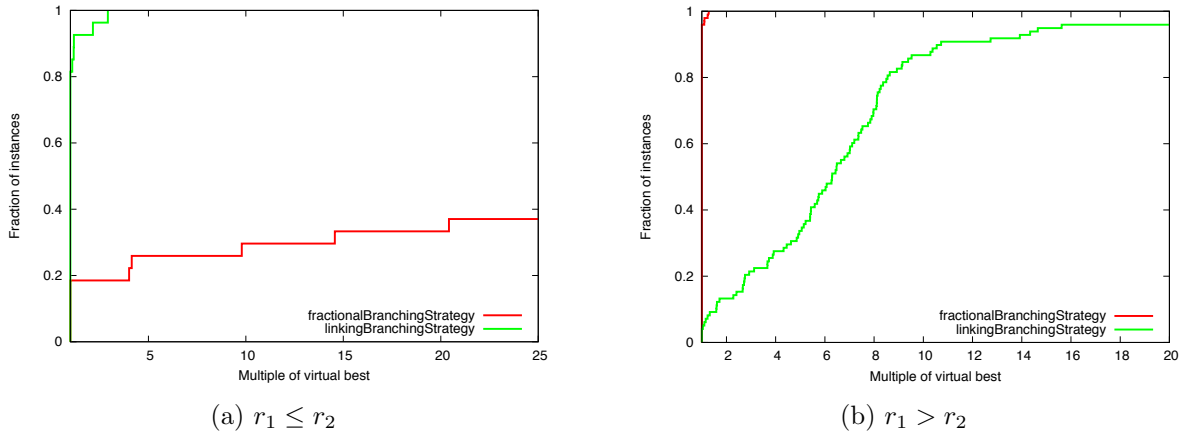 1
0.8
0.6
0.4
0.2
0
Fraction of instances
fractionalBranchingStrategy
linkingBranchingStrategy
5 10 15 20 25
Multiple of virtual best
(a) r₁ ≤ r₂
1
0.8
0.6
0.4
0.2
0
Fraction of instances
fractionalBranchingStrategy
linkingBranchingStrategy
2 4 6 8 10 12 14 16 18 20
Multiple of virtual best
(b) r₁ > r₂